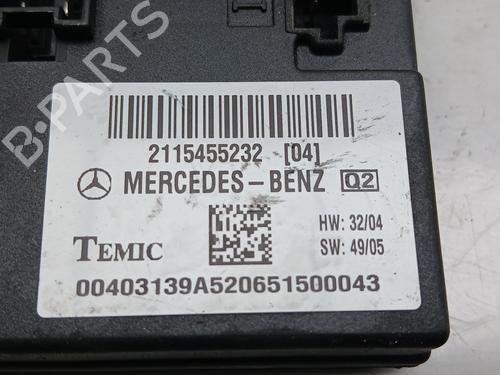 2115455232 [04]
MERCEDES-BENZ Q2
HW: 32/04
TEMIC
SW: 49/05
00403139A520651500043
B-PARTS